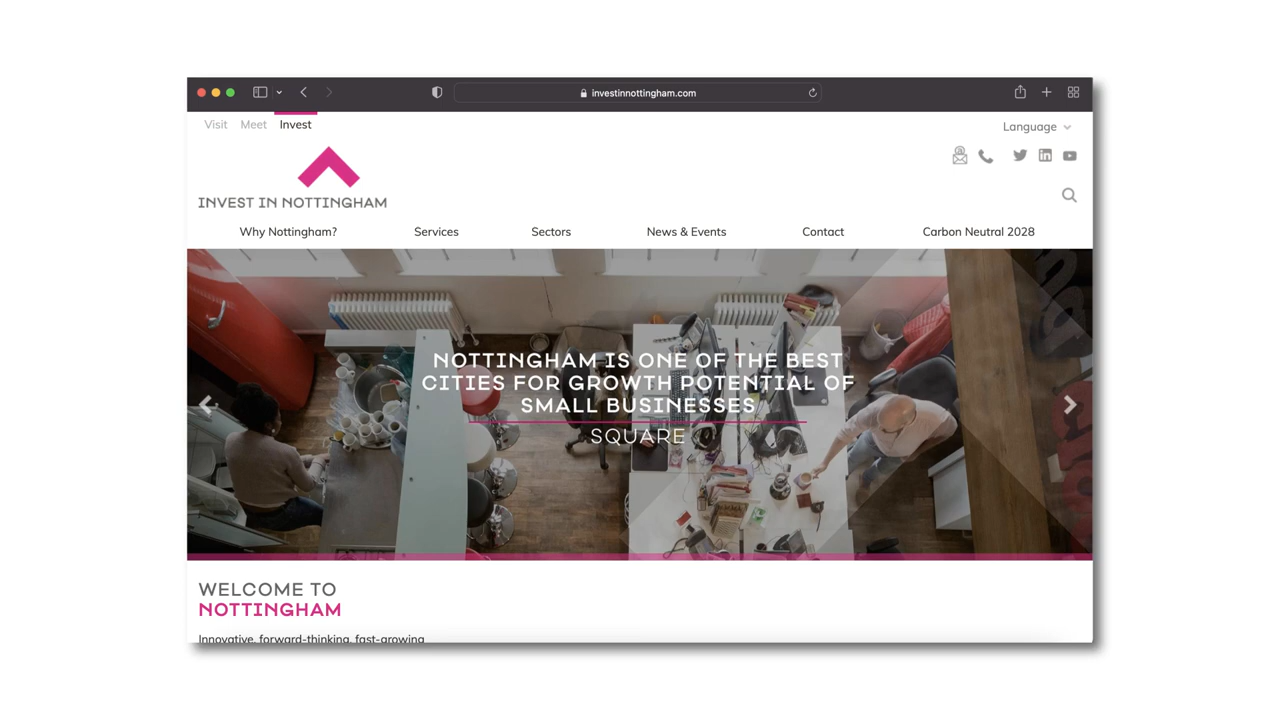 investinnottingham.com
Visit Meet Invest
Language
INVEST IN NOTTINGHAM
Why Nottingham? Services Sectors News & Events Contact Carbon Neutral 2028
NOTTINGHAM IS ONE OF THE BEST
CITIES FOR GROWTH POTENTIAL OF
SMALL BUSINESSES
SQUARE
WELCOME TO
NOTTINGHAM
Innovative, forward-thinking, fast-growing